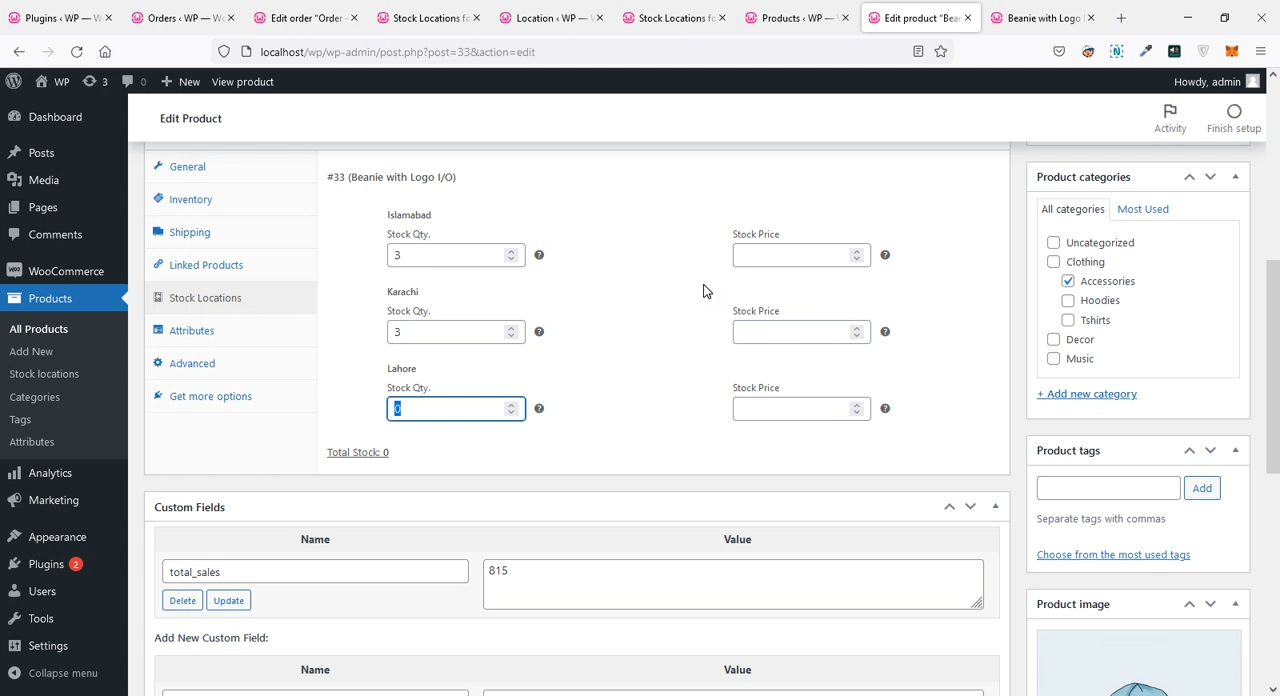 Plugins ‹ WP — W
Orders ‹ WP — Wo
Edit order "Order -
Stock Locations fo
Location ‹ WP — W
Stock Locations fo
Products ‹ WP — W
Edit product "Bean
Beanie with Logo I
localhost/wp/wp-admin/post.php?post=33&action=edit
WP
3
0
New
View product
Howdy, admin
Dashboard
Posts
Media
Pages
Comments
WooCommerce
Products
All Products
Add New
Stock locations
Categories
Tags
Attributes
Analytics
Marketing
Appearance
Plugins 2
Users
Tools
Settings
Collapse menu
Edit Product
Activity
Finish setup
General
Inventory
Shipping
Linked Products
Stock Locations
Attributes
Advanced
Get more options
#33 (Beanie with Logo I/O)
Islamabad
Stock Qty.
Stock Price
3
Karachi
Stock Qty.
Stock Price
3
Lahore
Stock Qty.
Stock Price
0
Total Stock: 0
Custom Fields
Name
Value
total_sales
815
Delete
Update
Add New Custom Field:
Name
Value
Product categories
All categories
Most Used
Uncategorized
Clothing
Accessories
Hoodies
Tshirts
Decor
Music
+ Add new category
Product tags
Add
Separate tags with commas
Choose from the most used tags
Product image